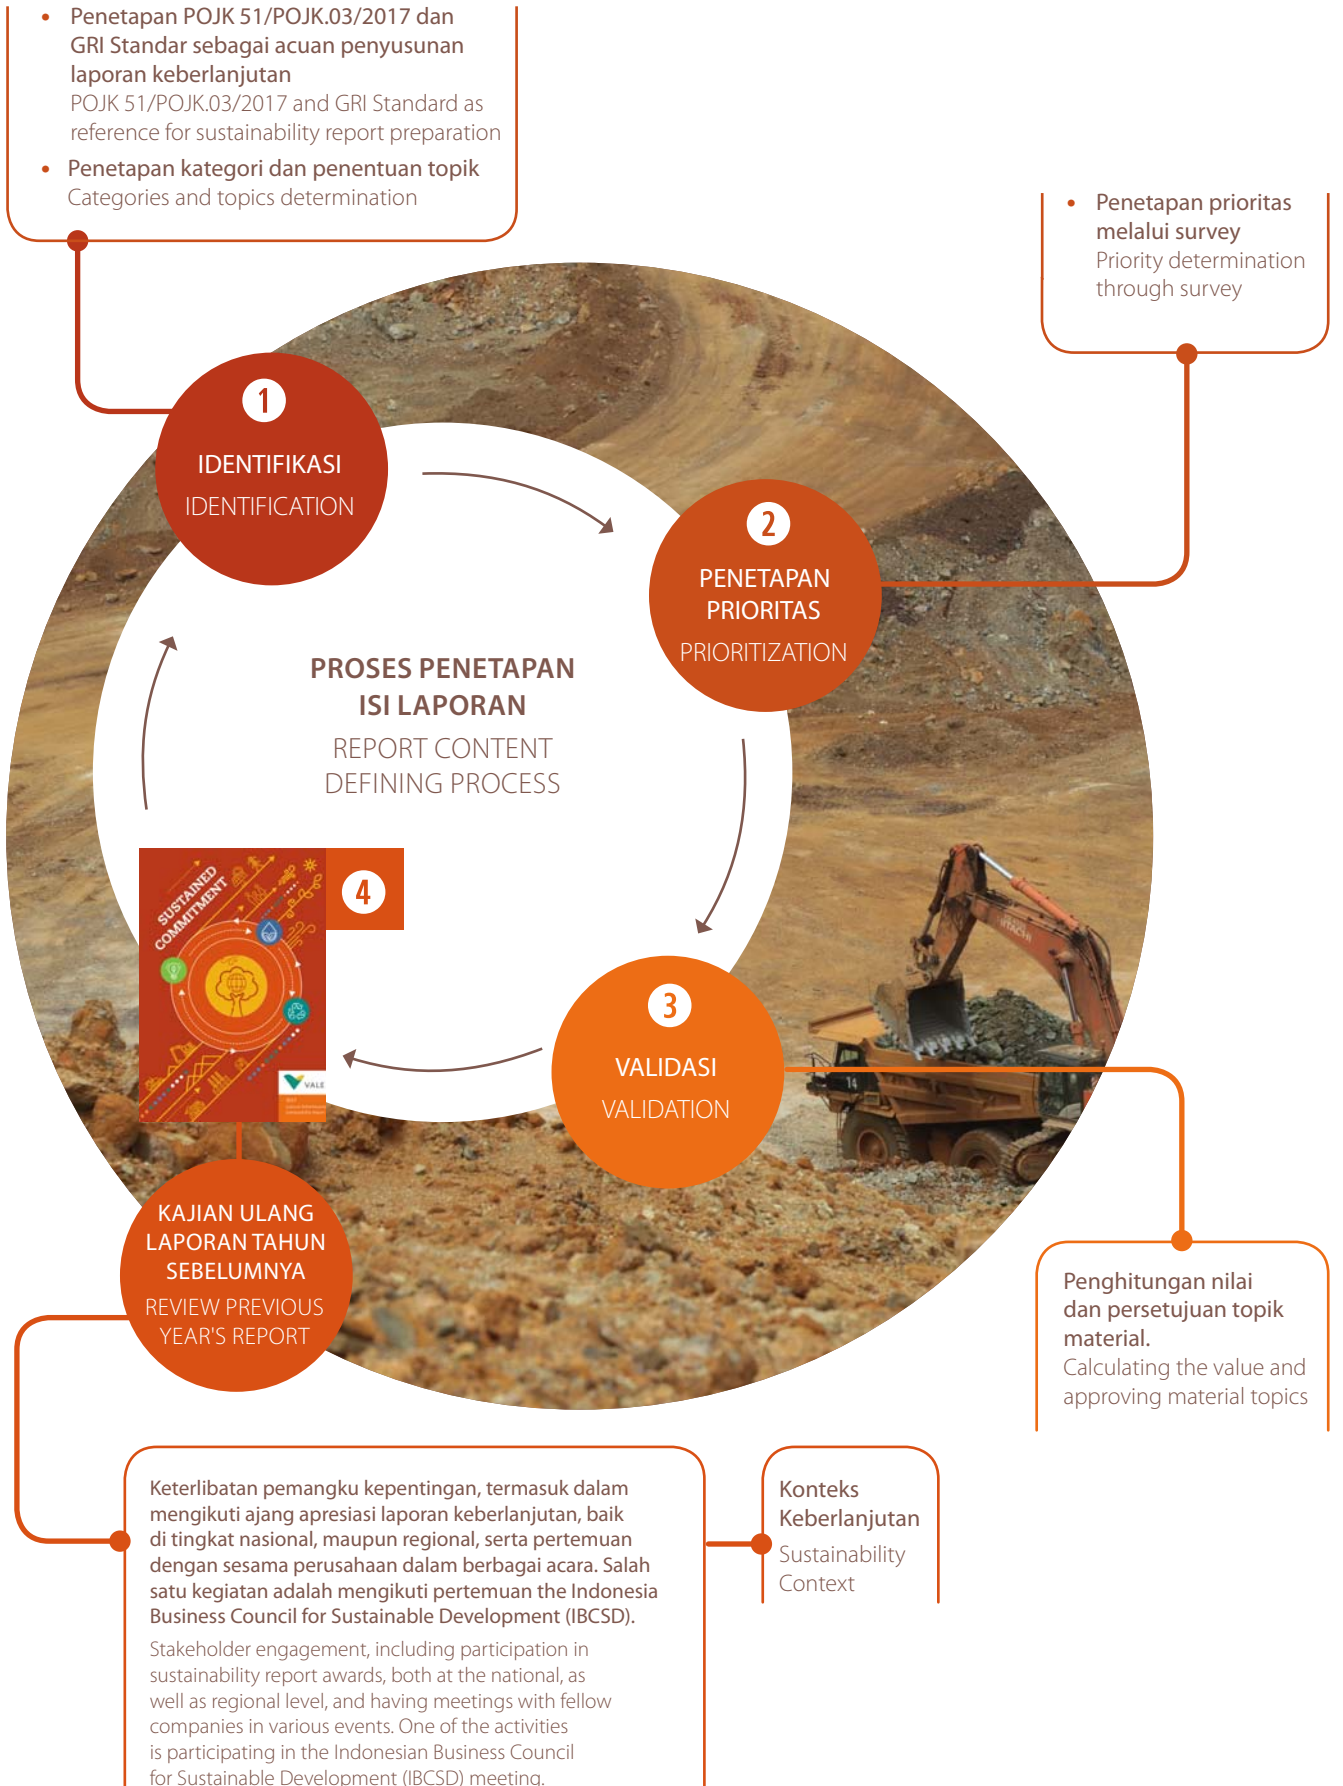 • Penetapan POJK 51/POJK.03/2017 dan
GRI Standar sebagai acuan penyusunan
laporan keberlanjutan
POJK 51/POJK.03/2017 and GRI Standard as
reference for sustainability report preparation
• Penetapan kategori dan penentuan topik
Categories and topics determination
• Penetapan prioritas
melalui survey
Priority determination
through survey
1
IDENTIFIKASI
IDENTIFICATION
2
PENETAPAN
PRIORITAS
PRIORITIZATION
PROSES PENETAPAN
ISI LAPORAN
REPORT CONTENT
DEFINING PROCESS
SUSTAINED
COMMITMENT
VALE
2017
4
HITACHI
14
3
VALIDASI
VALIDATION
KAJIAN ULANG
LAPORAN TAHUN
SEBELUMNYA
REVIEW PREVIOUS
YEAR'S REPORT
Penghitungan nilai
dan persetujuan topik
material.
Calculating the value and
approving material topics
Keterlibatan pemangku kepentingan, termasuk dalam
mengikuti ajang apresiasi laporan keberlanjutan, baik
di tingkat nasional, maupun regional, serta pertemuan
dengan sesama perusahaan dalam berbagai acara. Salah
satu kegiatan adalah mengikuti pertemuan the Indonesia
Business Council for Sustainable Development (IBCSD).
Stakeholder engagement, including participation in
sustainability report awards, both at the national, as
well as regional level, and having meetings with fellow
companies in various events. One of the activities
is participating in the Indonesian Business Council
for Sustainable Development (IBCSD) meeting.
Konteks
Keberlanjutan
Sustainability
Context